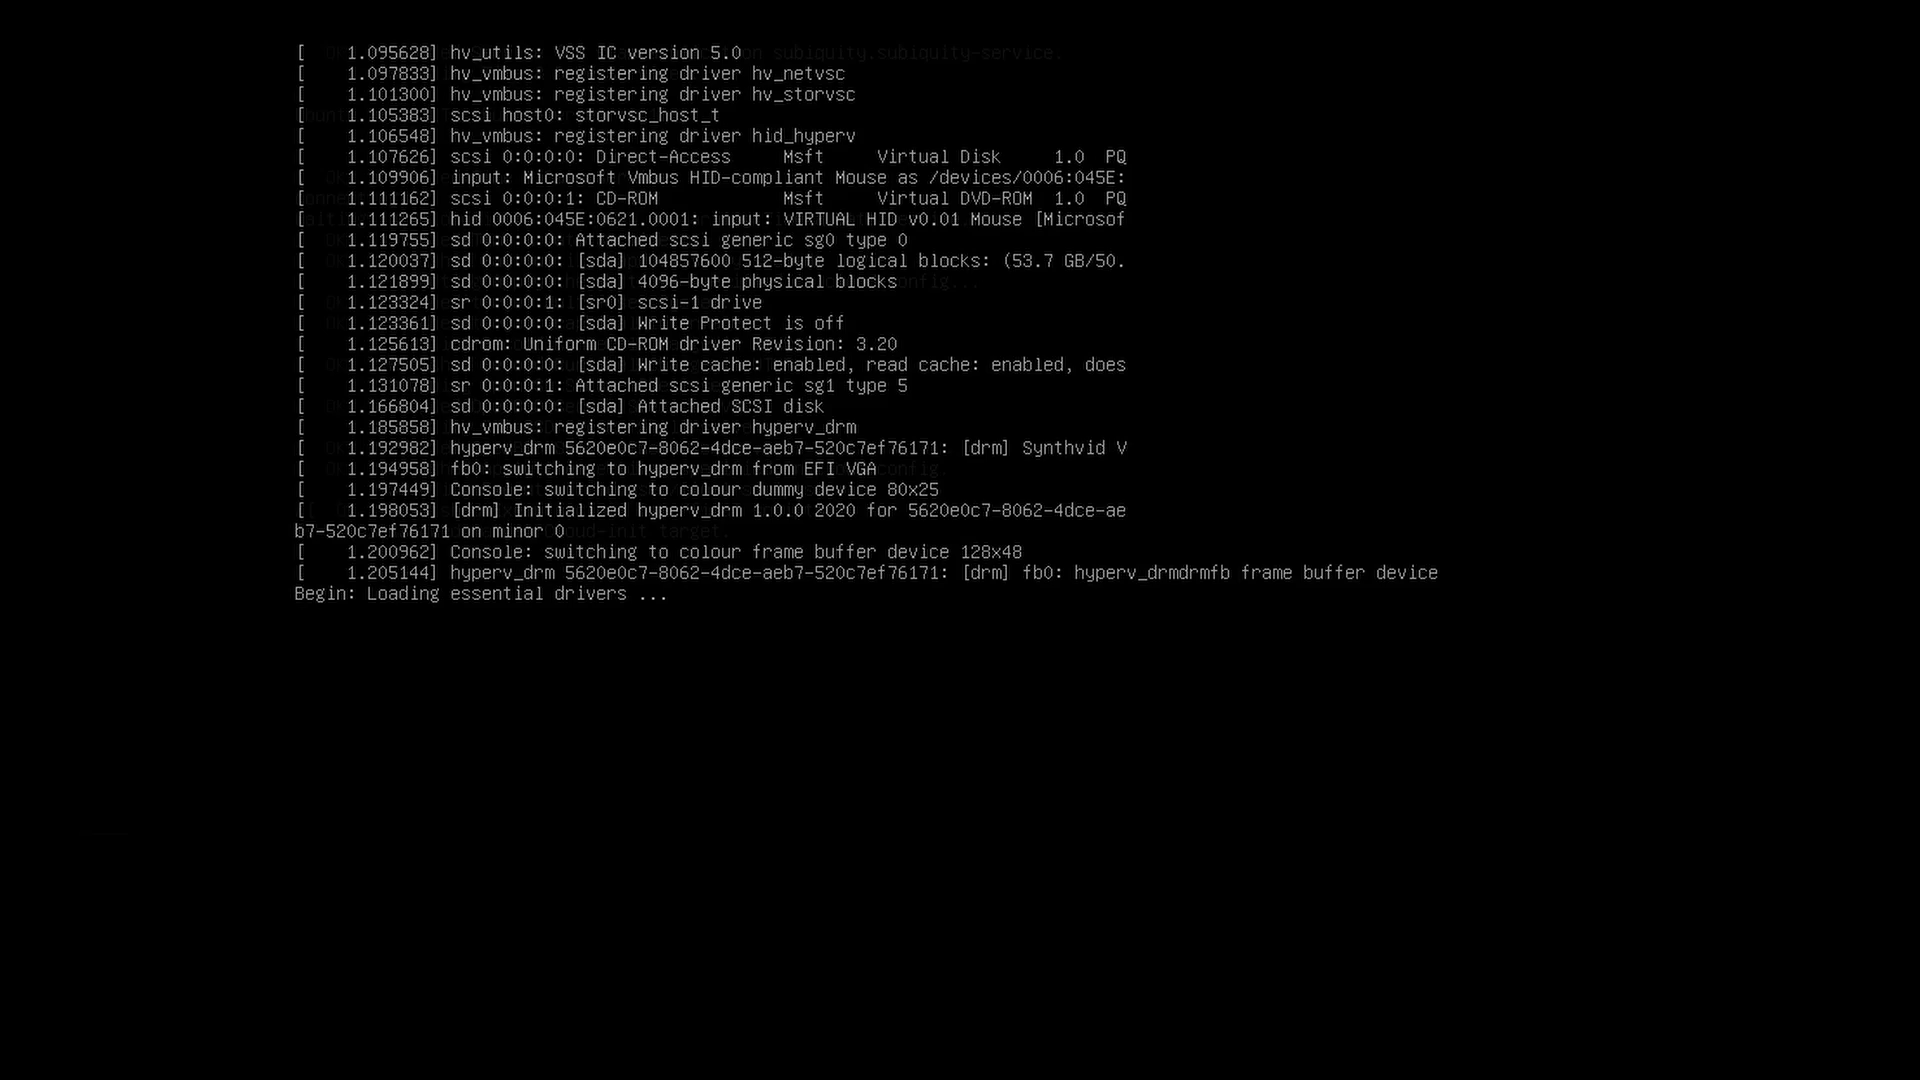 [    1.095628] hv_utils: VSS IC version 5.0
[    1.097833] hv_vmbus: registering driver hv_netvsc
[    1.101300] hv_vmbus: registering driver hv_storvsc
[    1.105383] scsi host0: storvsc_host_t
[    1.106548] hv_vmbus: registering driver hid_hyperv
[    1.107626] scsi 0:0:0:0: Direct-Access     Msft     Virtual Disk     1.0  PQ
[    1.109906] input: Microsoft Vmbus HID-compliant Mouse as /devices/0006:045E:
[    1.111162] scsi 0:0:0:1: CD-ROM            Msft     Virtual DVD-ROM  1.0  PQ
[    1.111265] hid 0006:045E:0621.0001: input: VIRTUAL HID v0.01 Mouse [Microsof
[    1.119755] sd 0:0:0:0: Attached scsi generic sg0 type 0
[    1.120037] sd 0:0:0:0: [sda] 104857600 512-byte logical blocks: (53.7 GB/50.
[    1.121899] sd 0:0:0:0: [sda] 4096-byte physical blocks
[    1.123324] sr 0:0:0:1: [sr0] scsi-1 drive
[    1.123361] sd 0:0:0:0: [sda] Write Protect is off
[    1.125613] cdrom: Uniform CD-ROM driver Revision: 3.20
[    1.127505] sd 0:0:0:0: [sda] Write cache: enabled, read cache: enabled, does
[    1.131078] sr 0:0:0:1: Attached scsi generic sg1 type 5
[    1.166804] sd 0:0:0:0: [sda] Attached SCSI disk
[    1.185858] hv_vmbus: registering driver hyperv_drm
[    1.192982] hyperv_drm 5620e0c7-8062-4dce-aeb7-520c7ef76171: [drm] Synthvid V
[    1.194958] fb0: switching to hyperv_drm from EFI VGA
[    1.197449] Console: switching to colour dummy device 80x25
[    1.198053] [drm] Initialized hyperv_drm 1.0.0 2020 for 5620e0c7-8062-4dce-ae
b7-520c7ef76171 on minor 0
[    1.200962] Console: switching to colour frame buffer device 128x48
[    1.205144] hyperv_drm 5620e0c7-8062-4dce-aeb7-520c7ef76171: [drm] fb0: hyperv_drmdrmfb frame buffer device
Begin: Loading essential drivers ...